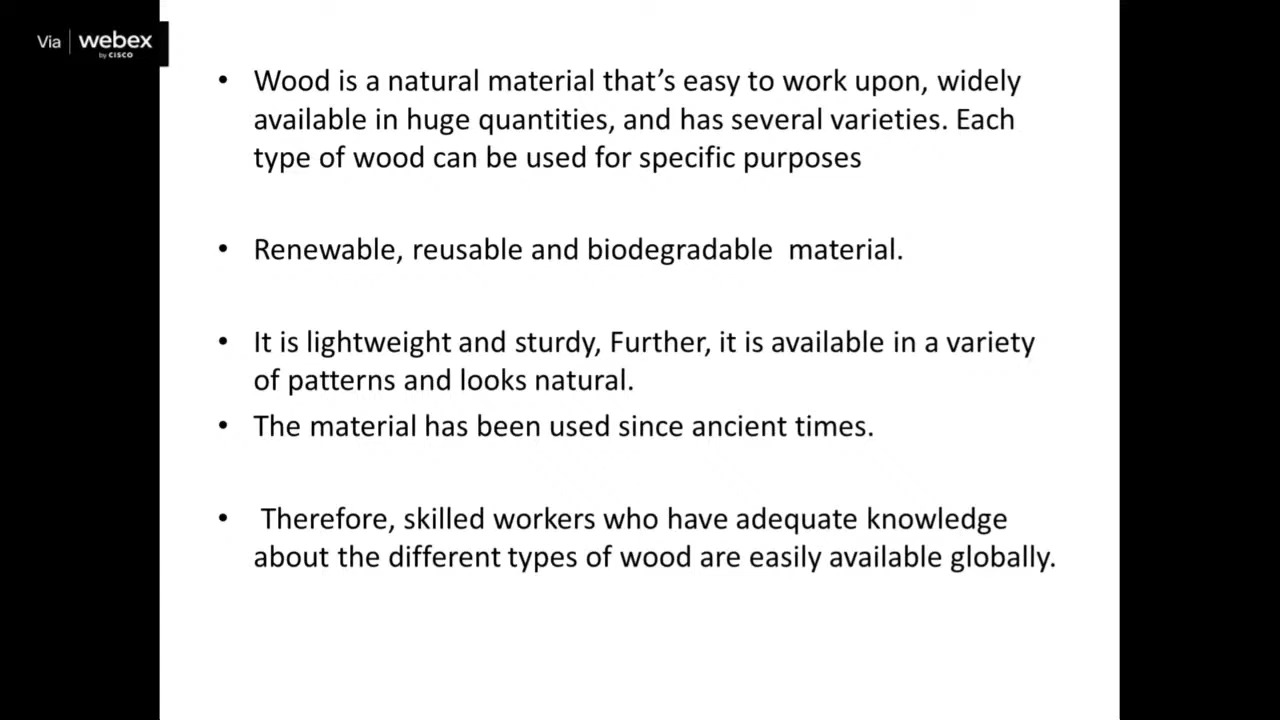 Via webex
by CISCO
• Wood is a natural material that’s easy to work upon, widely
available in huge quantities, and has several varieties. Each
type of wood can be used for specific purposes
• Renewable, reusable and biodegradable  material.
• It is lightweight and sturdy, Further, it is available in a variety
of patterns and looks natural.
• The material has been used since ancient times.
•  Therefore, skilled workers who have adequate knowledge
about the different types of wood are easily available globally.